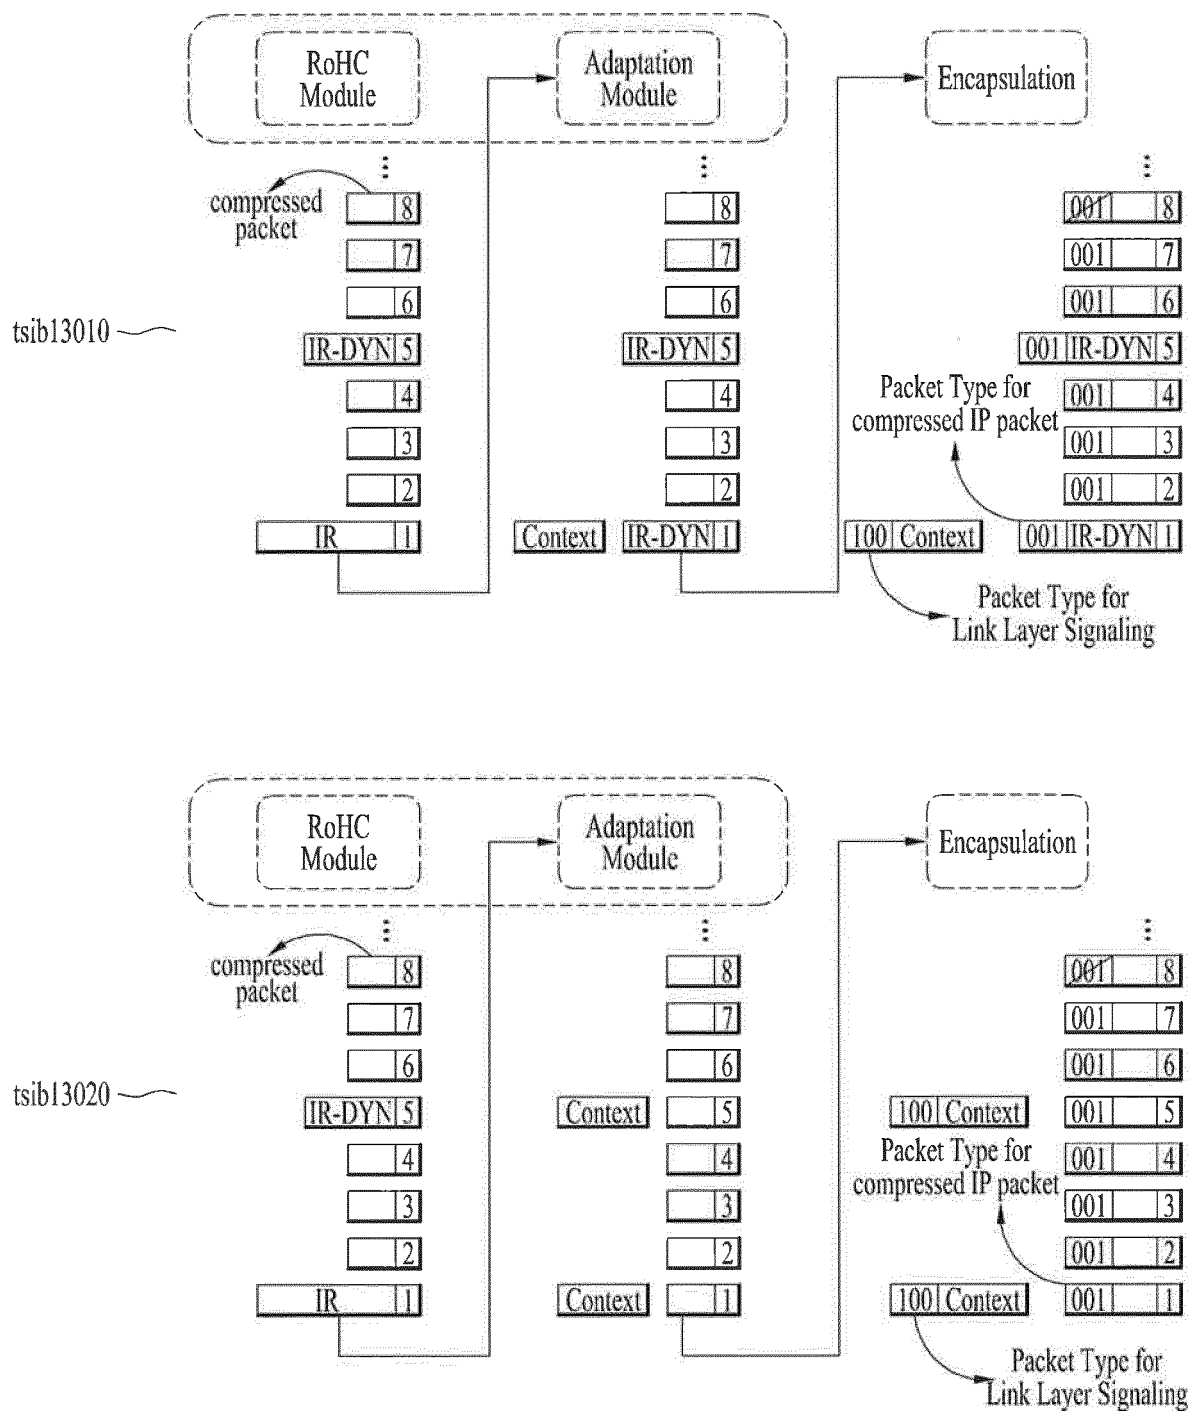 RoHC
Module
Adaptation
Module
Encapsulation
compressed
packet
8
8
001 8
7
7
001 7
6
6
001 6
tsib13010
IR-DYN 5
IR-DYN 5
001 IR-DYN 5
Packet Type for
compressed IP packet
4
4
001 4
3
3
001 3
2
2
001 2
IR 1
Context
IR-DYN 1
100 Context
001 IR-DYN 1
Packet Type for
Link Layer Signaling
RoHC
Module
Adaptation
Module
Encapsulation
compressed
packet
8
8
001 8
7
7
001 7
6
6
001 6
tsib13020
IR-DYN 5
Context
5
100 Context
001 5
Packet Type for
compressed IP packet
4
4
001 4
3
3
001 3
2
2
001 2
IR 1
Context
1
100 Context
001 1
Packet Type for
Link Layer Signaling